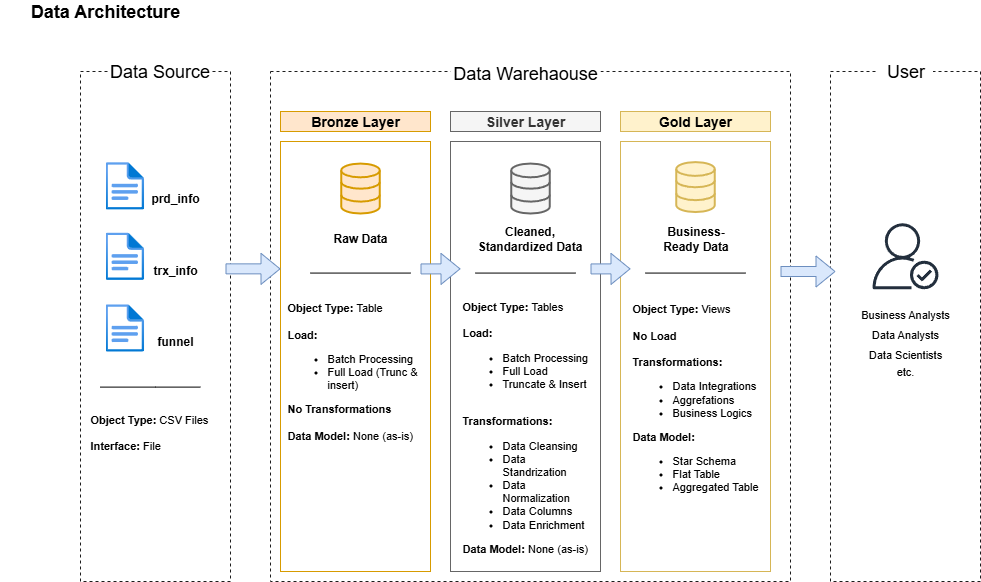 Data Architecture
Data Source
prd_info
trx_info
funnel
Object Type: CSV Files
Interface: File
Data Warehaouse
Bronze Layer
Raw Data
Object Type: Table
Load:
• Batch Processing
• Full Load (Trunc &
insert)
No Transformations
Data Model: None (as-is)
Silver Layer
Cleaned,
Standardized Data
Object Type: Tables
Load:
• Batch Processing
• Full Load
• Truncate & Insert
Transformations:
• Data Cleansing
• Data
Standrization
• Data
Normalization
• Data Columns
• Data Enrichment
Data Model: None (as-is)
Gold Layer
Business-
Ready Data
Object Type: Views
No Load
Transformations:
• Data Integrations
• Aggrefations
• Business Logics
Data Model:
• Star Schema
• Flat Table
• Aggregated Table
User
Business Analysts
Data Analysts
Data Scientists
etc.